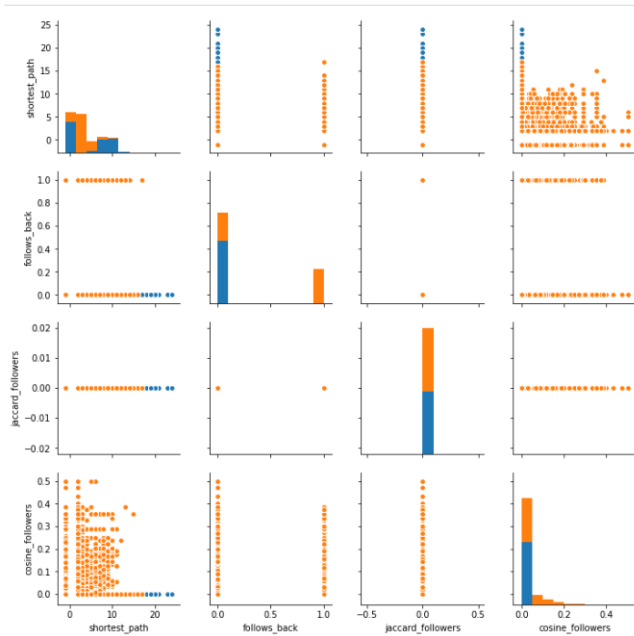 25
20
15
10
5
0
shortest_path
1.0
0.8
0.6
0.4
0.2
0.0
follows_back
0.02
0.01
0.00
−0.01
−0.02
jaccard_followers
0.5
0.4
0.3
0.2
0.1
0.0
cosine_followers
0 10 20
shortest_path
0.0 0.5 1.0
follows_back
−0.5 0.0 0.5
jaccard_followers
0.0 0.2 0.4
cosine_followers